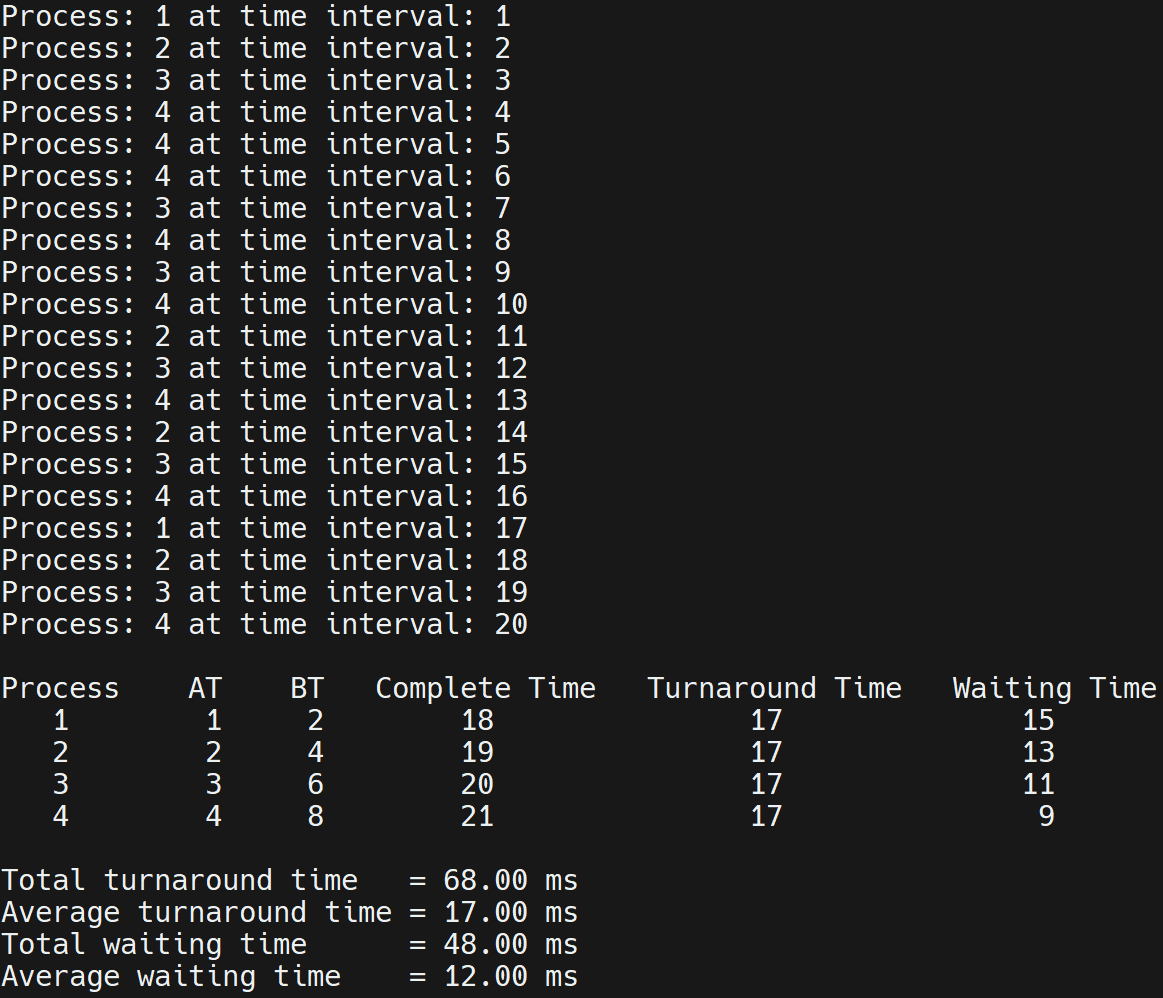 Process: 1 at time interval: 1
Process: 2 at time interval: 2
Process: 3 at time interval: 3
Process: 4 at time interval: 4
Process: 4 at time interval: 5
Process: 4 at time interval: 6
Process: 3 at time interval: 7
Process: 4 at time interval: 8
Process: 3 at time interval: 9
Process: 4 at time interval: 10
Process: 2 at time interval: 11
Process: 3 at time interval: 12
Process: 4 at time interval: 13
Process: 2 at time interval: 14
Process: 3 at time interval: 15
Process: 4 at time interval: 16
Process: 1 at time interval: 17
Process: 2 at time interval: 18
Process: 3 at time interval: 19
Process: 4 at time interval: 20

Process    AT    BT   Complete Time   Turnaround Time   Waiting Time
   1        1     2        18               17              15
   2        2     4        19               17              13
   3        3     6        20               17              11
   4        4     8        21               17               9

Total turnaround time   = 68.00 ms
Average turnaround time = 17.00 ms
Total waiting time      = 48.00 ms
Average waiting time    = 12.00 ms